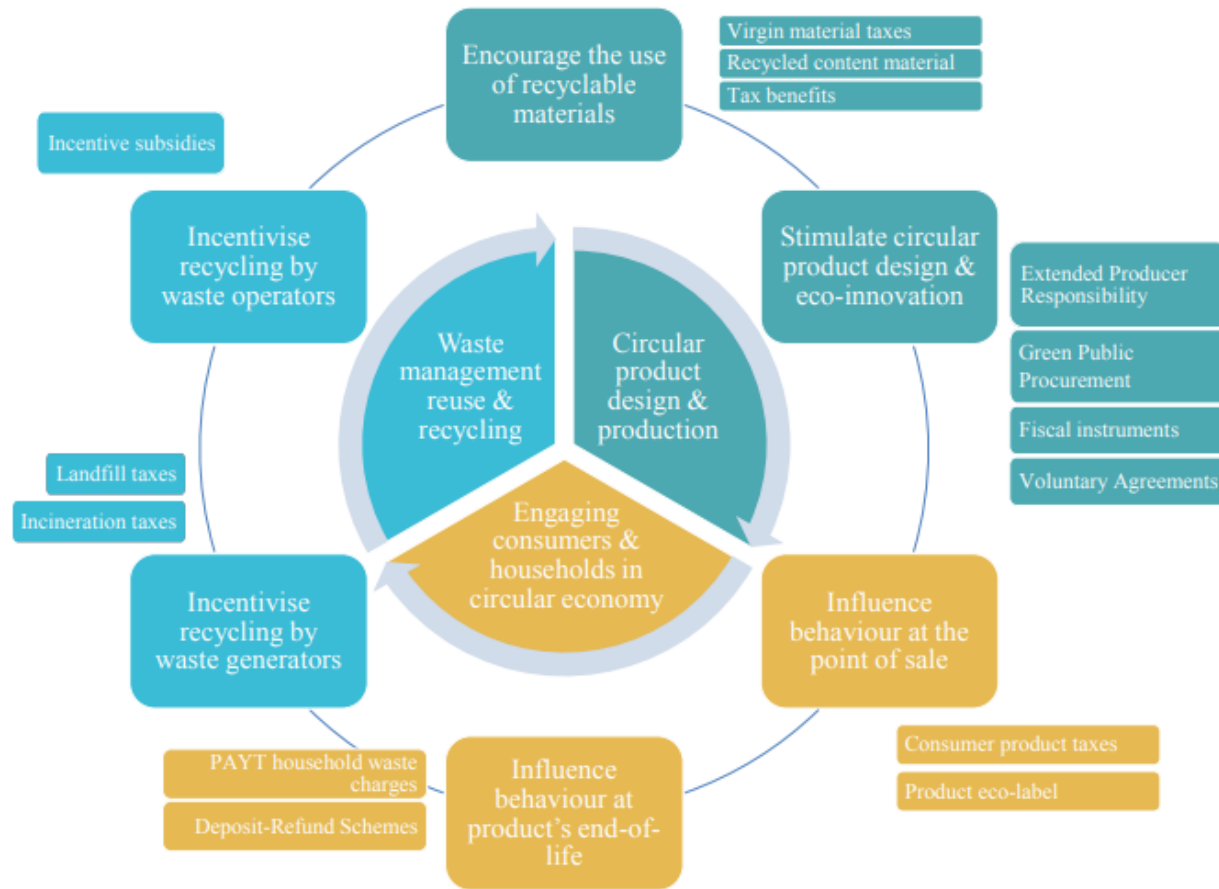 Encourage the use
of recyclable
materials
Virgin material taxes
Recycled content material
Tax benefits
Incentive subsidies
Incentivise
recycling by
waste operators
Stimulate circular
product design &
eco-innovation
Extended Producer
Responsibility
Green Public
Procurement
Fiscal instruments
Voluntary Agreements
Waste
management
reuse &
recycling
Circular
product
design &
production
Engaging
consumers &
households in
circular economy
Landfill taxes
Incineration taxes
Incentivise
recycling by
waste generators
Influence
behaviour at the
point of sale
Consumer product taxes
Product eco-label
PAYT household waste
charges
Deposit-Refund Schemes
Influence
behaviour at
product's end-of-
life